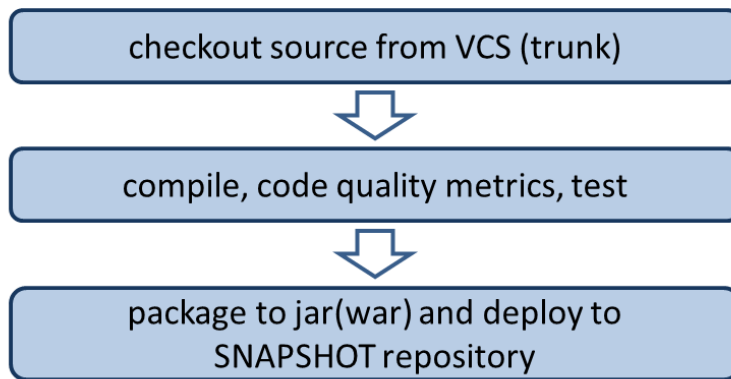 checkout source from VCS (trunk)
compile, code quality metrics, test
package to jar(war) and deploy to
SNAPSHOT repository